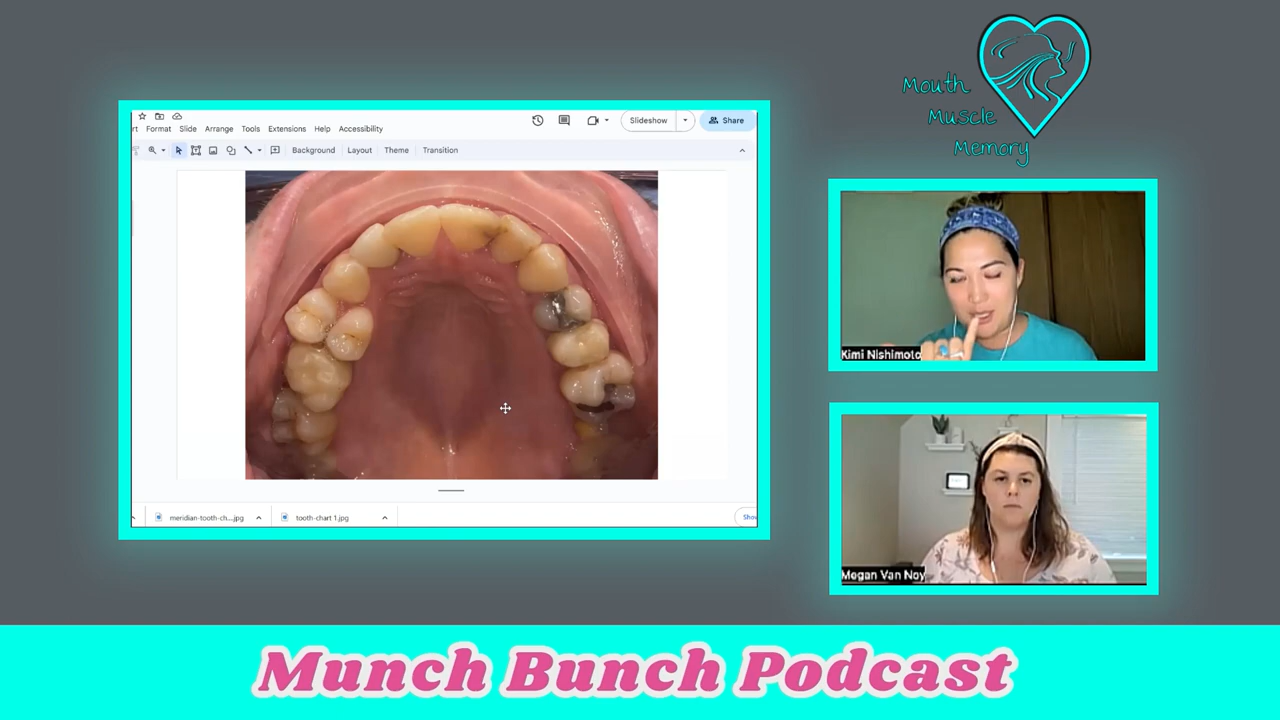 Format Slide Arrange Tools Extensions Help Accessibility
Slideshow
Share
Background Layout Theme Transition
meridian-tooth-ch....jpg
tooth-chart 1.jpg
Mouth
Muscle
Memory
Kimi Nishimoto
Megan Van Noy
Munch Bunch Podcast